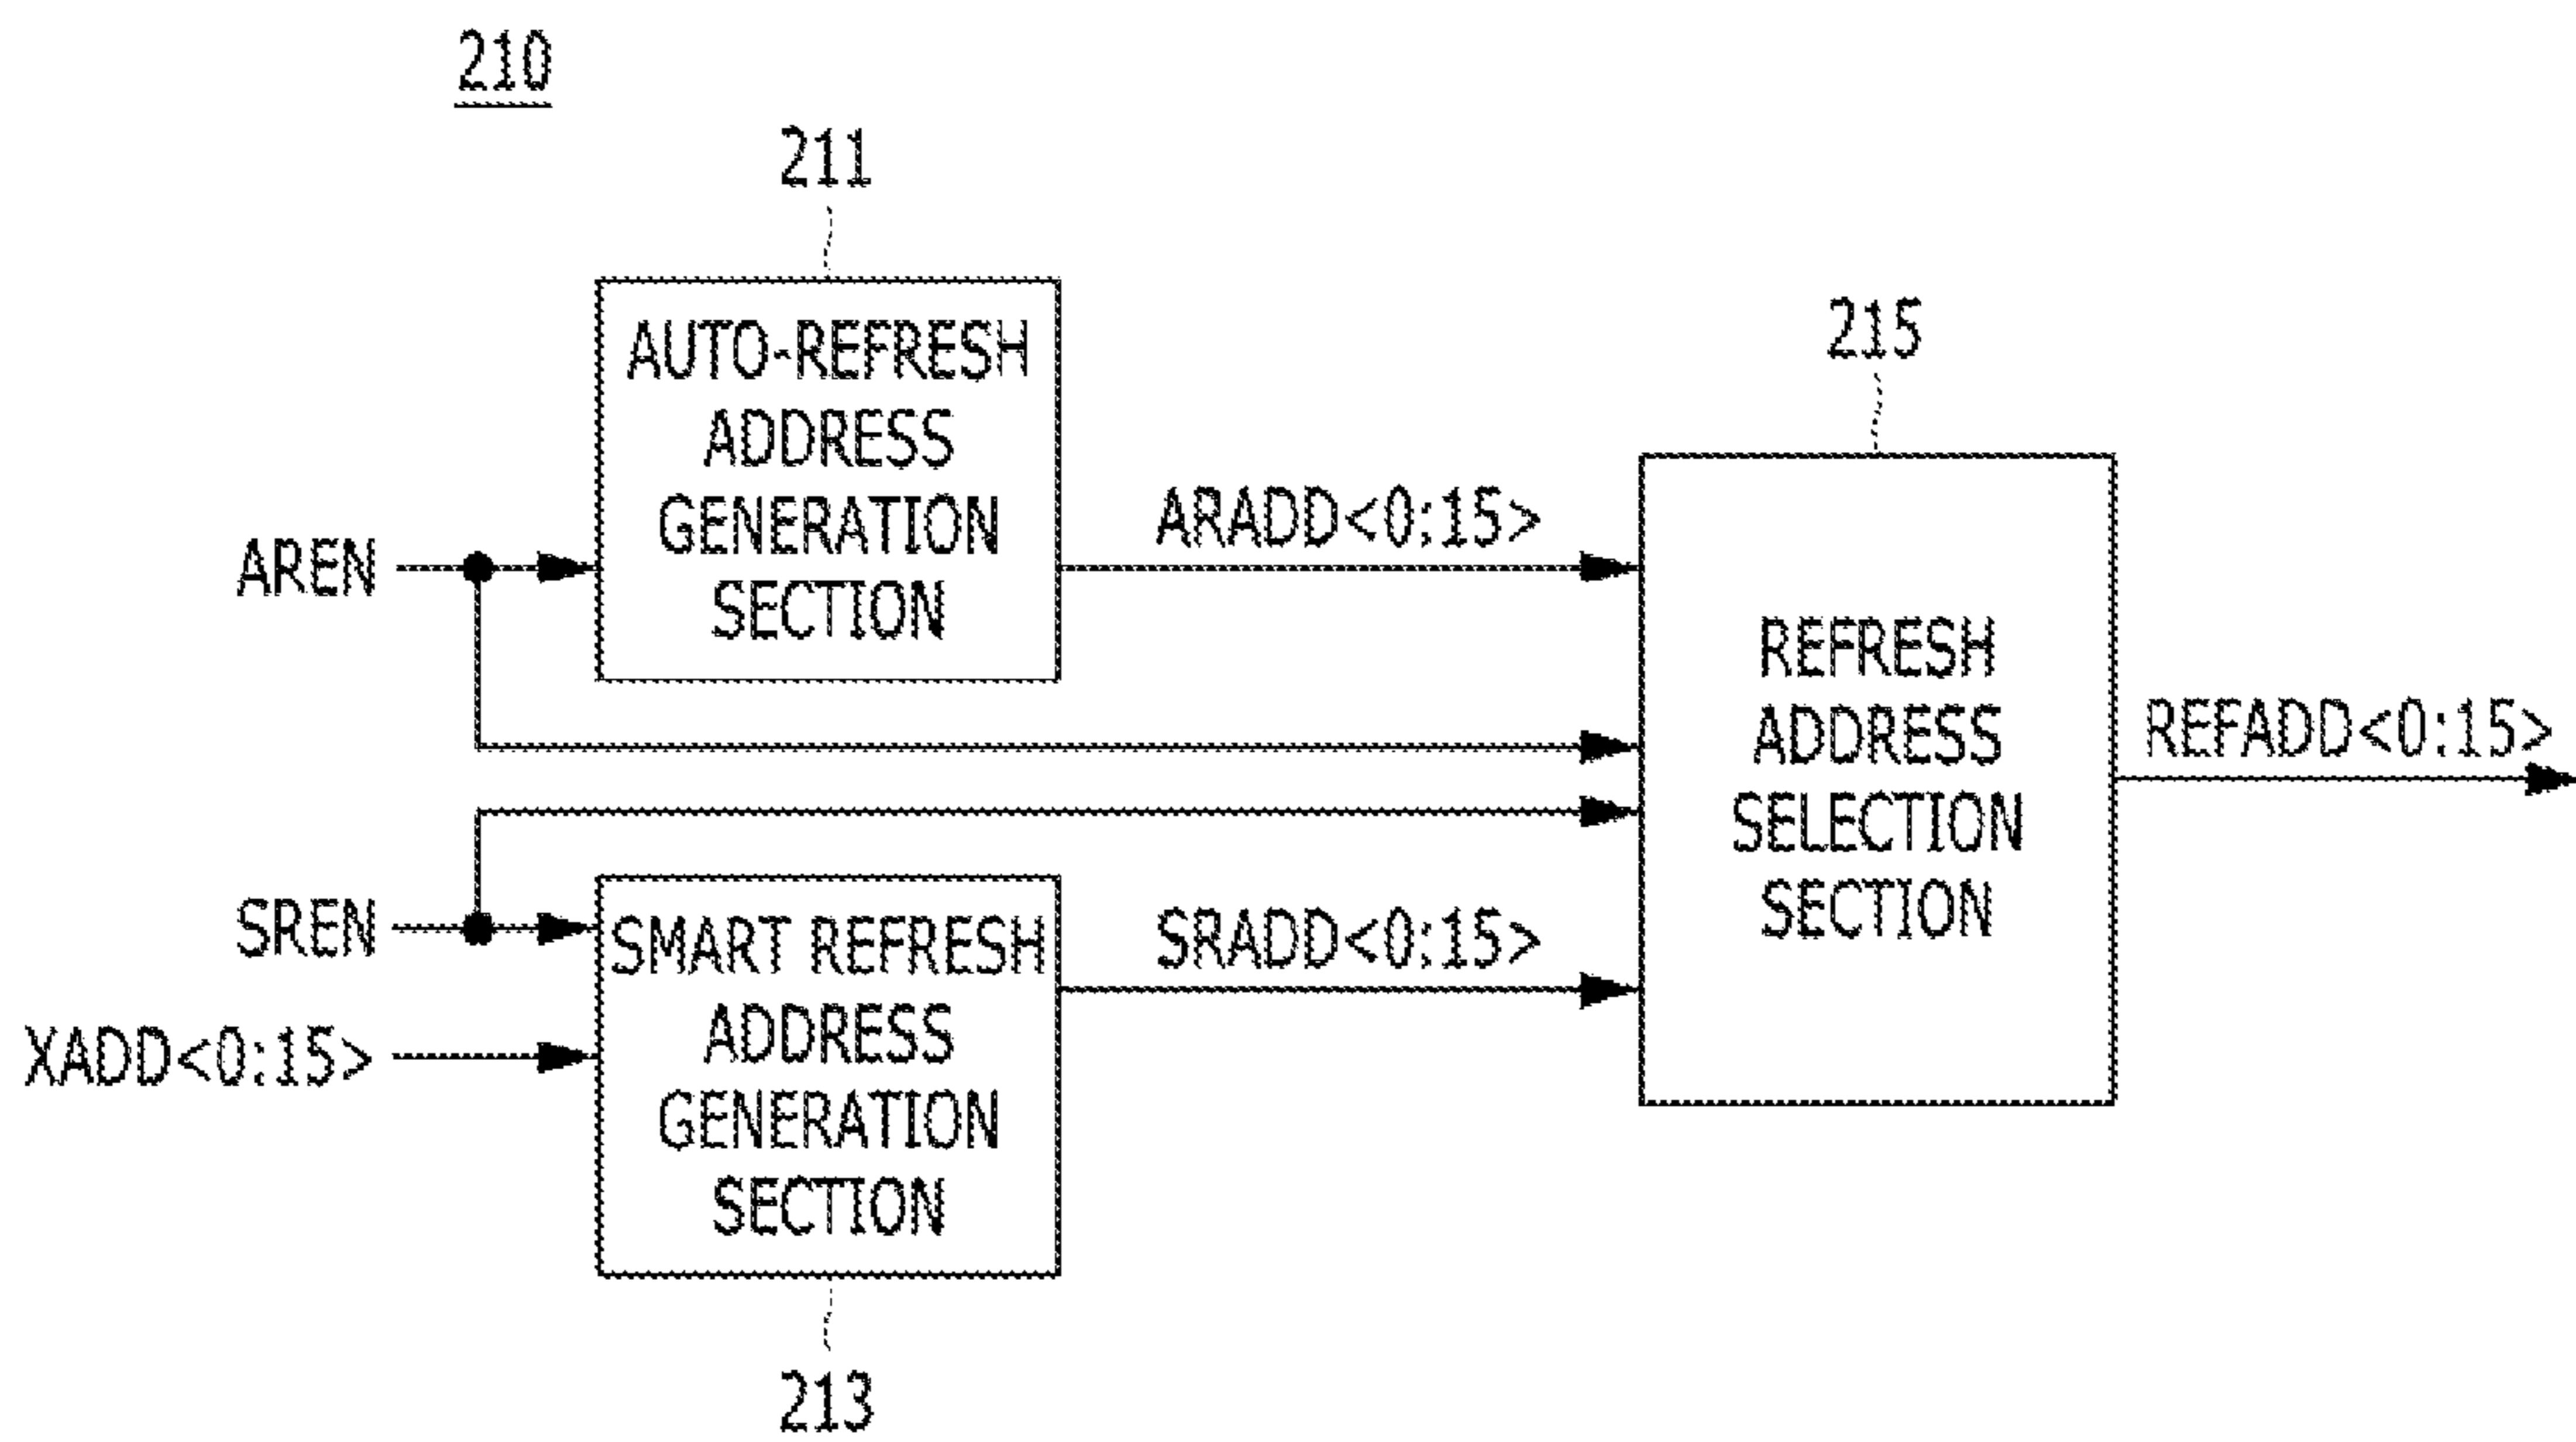 210
211
AUTO-REFRESH
ADDRESS
GENERATION
SECTION
AREN
ARADD<0:15>
215
REFRESH
ADDRESS
SELECTION
SECTION
REFADD<0:15>
SREN
XADD<0:15>
SMART REFRESH
ADDRESS
GENERATION
SECTION
SRADD<0:15>
213